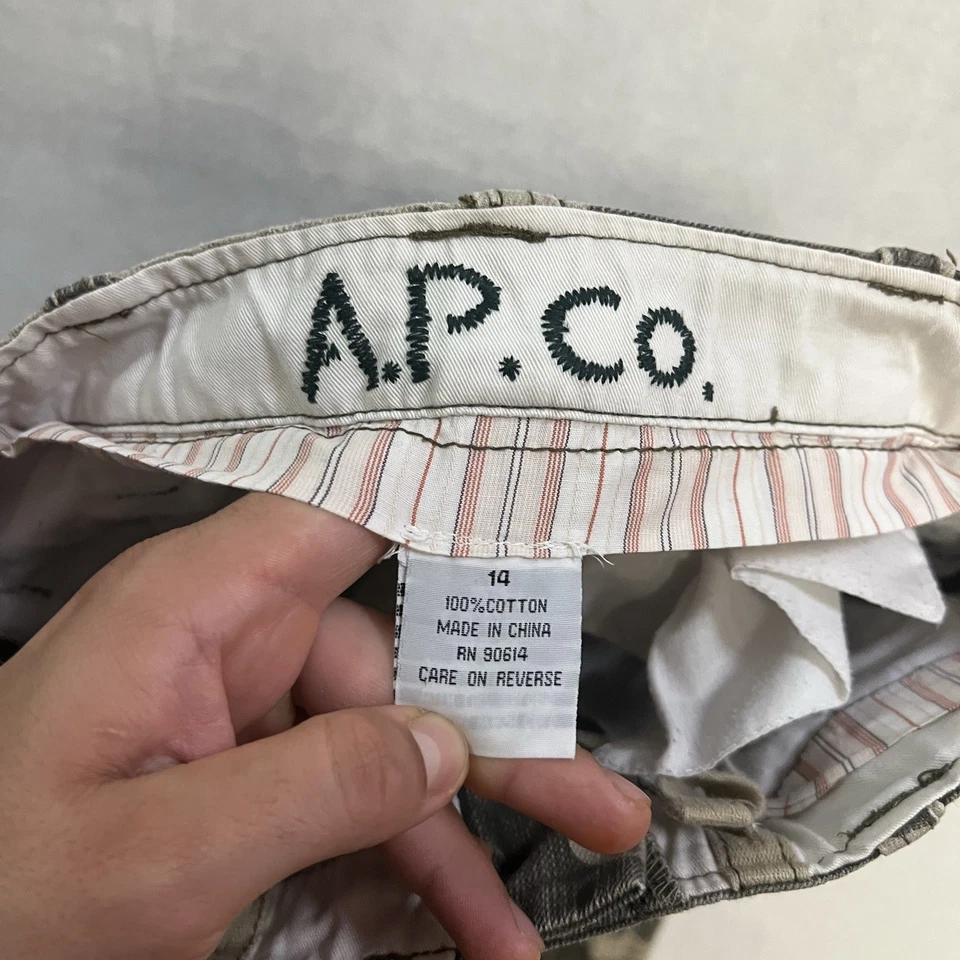 A.P.Co.
14
100%COTTON
MADE IN CHINA
RN 90614
CARE ON REVERSE